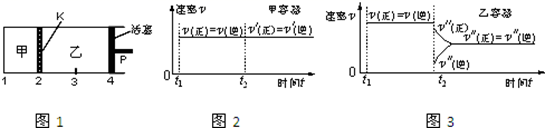 K
活塞
甲
乙
P
1 2 3 4
图1
速率v 甲容器
v(正)=v(逆) v'(正)=v'(逆)
0
t₁ t₂ 时间t
图2
速率v 乙容器
v(正)=v(逆) v''(正)
v''(正)=v''(逆)
v''(逆)
0
t₁ t₂ 时间t
图3